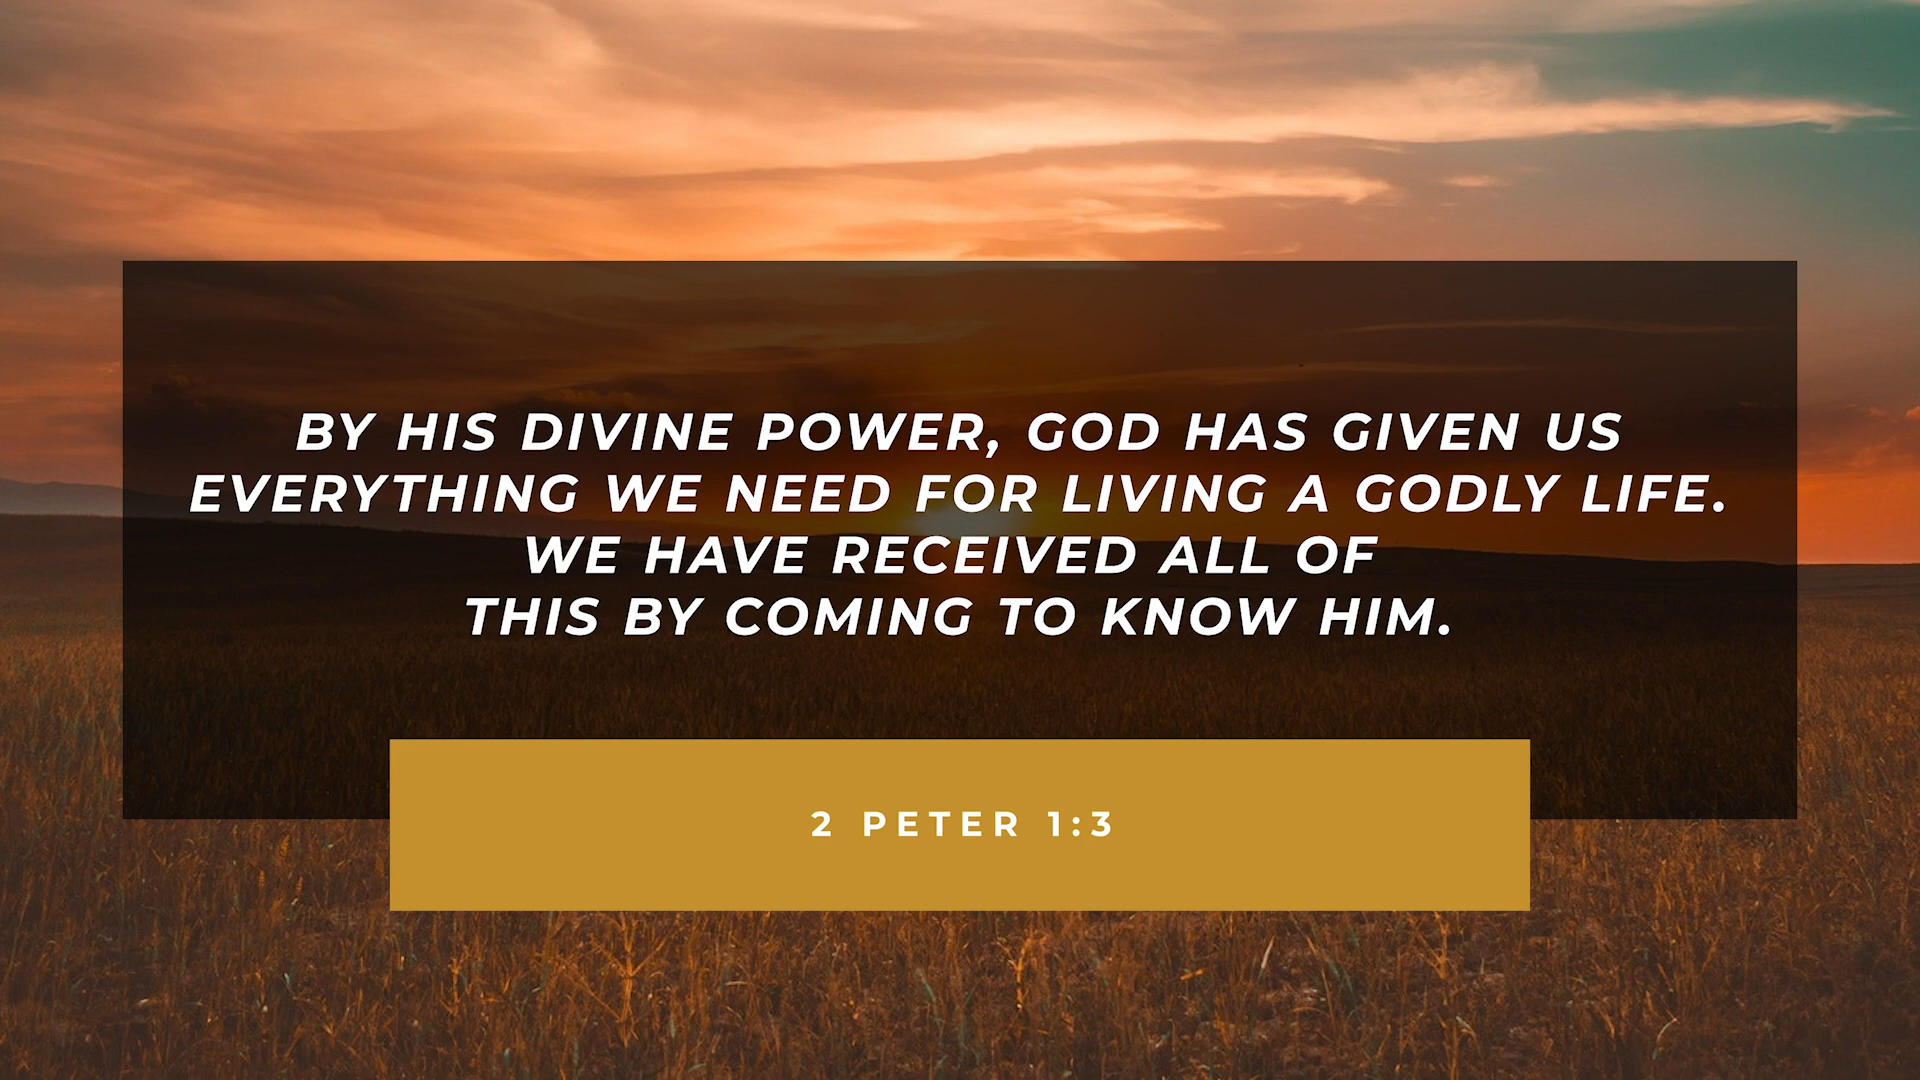 BY HIS DIVINE POWER, GOD HAS GIVEN US
EVERYTHING WE NEED FOR LIVING A GODLY LIFE.
WE HAVE RECEIVED ALL OF
THIS BY COMING TO KNOW HIM.
2 PETER 1:3